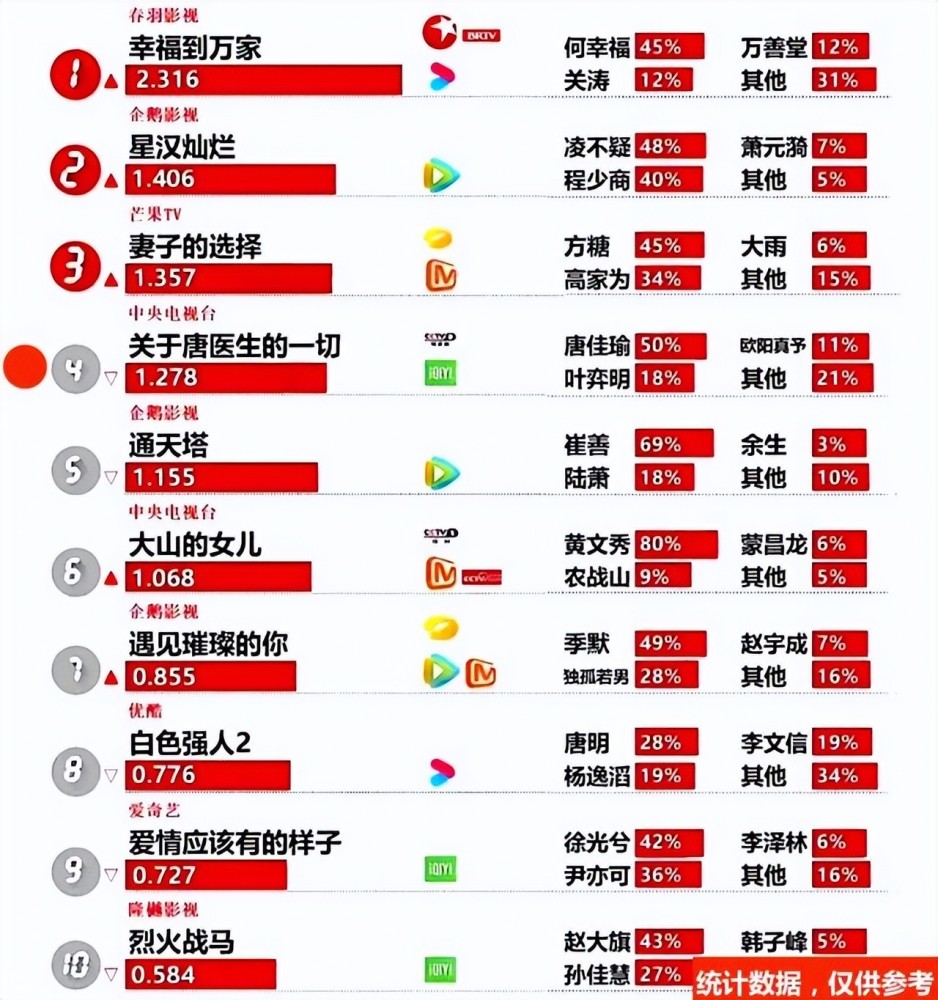 春羽影视
幸福到万家
BRTV
何幸福 45% 万善堂 12%
1 2.316
关涛 12% 其他 31%
企鹅影视
星汉灿烂
凌不疑 48% 萧元漪 7%
2 1.406
程少商 40% 其他 5%
芒果TV
妻子的选择
方糖 45% 大雨 6%
3 1.357
高家为 34% 其他 15%
中央电视台
关于唐医生的一切
CCTV
唐佳瑜 50% 欧阳真予 11%
4 1.278
iQIYI
叶弈明 18% 其他 21%
企鹅影视
通天塔
崔善 69% 余生 3%
5 1.155
陆萧 18% 其他 10%
中央电视台
大山的女儿
CCTV
黄文秀 80% 蒙昌龙 6%
6 1.068
CCTV
农战山 9% 其他 5%
企鹅影视
遇见璀璨的你
季默 49% 赵宇成 7%
7 0.855
独孤若男 28% 其他 16%
优酷
白色强人2
唐明 28% 李文信 19%
8 0.776
杨逸滔 19% 其他 34%
爱奇艺
爱情应该有的样子
徐光兮 42% 李泽林 6%
9 0.727
iQIYI
尹亦可 36% 其他 16%
隆樾影视
烈火战马
赵大旗 43% 韩子峰 5%
10 0.584
iQIYI
孙佳慧 27%
统计数据，仅供参考